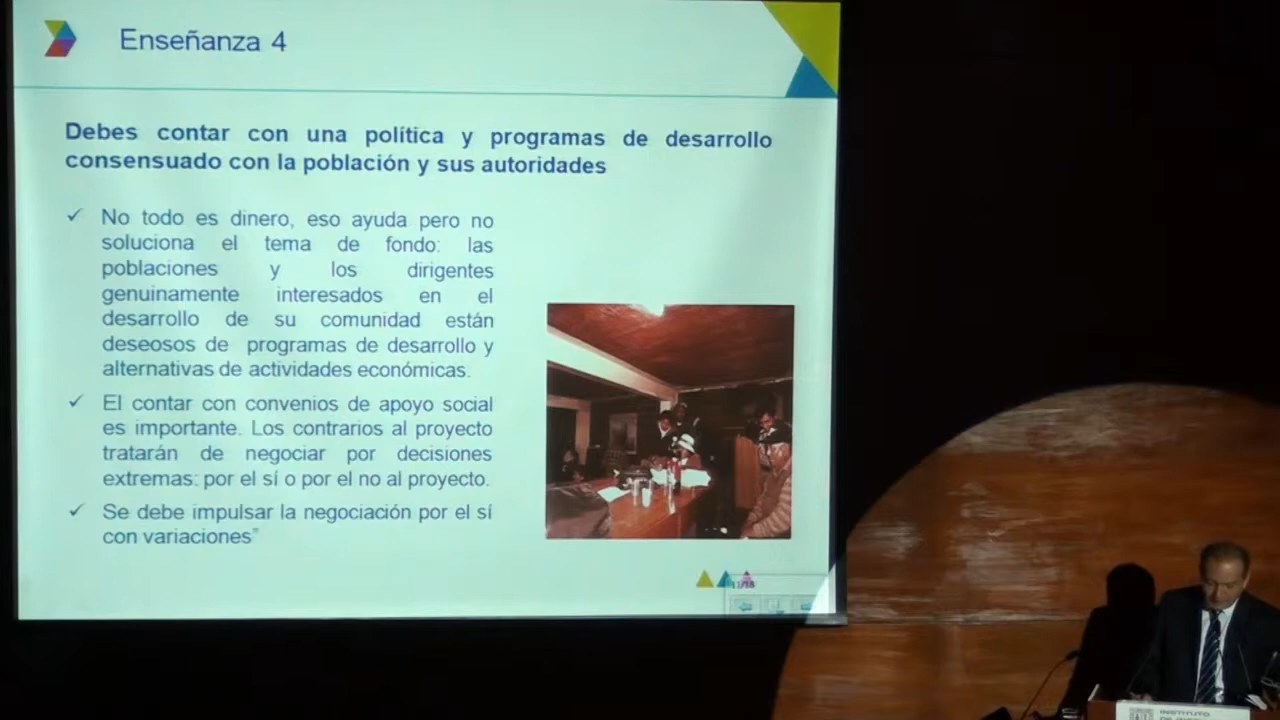 Enseñanza 4
Debes contar con una política y programas de desarrollo
consensuado con la población y sus autoridades
No todo es dinero, eso ayuda pero no
soluciona el tema de fondo: las
poblaciones y los dirigentes
genuinamente interesados en el
desarrollo de su comunidad están
deseosos de programas de desarrollo y
alternativas de actividades económicas.
El contar con convenios de apoyo social
es importante. Los contrarios al proyecto
tratarán de negociar por decisiones
extremas: por el sí o por el no al proyecto.
Se debe impulsar la negociación por el sí
con variaciones”
INSTITUTO